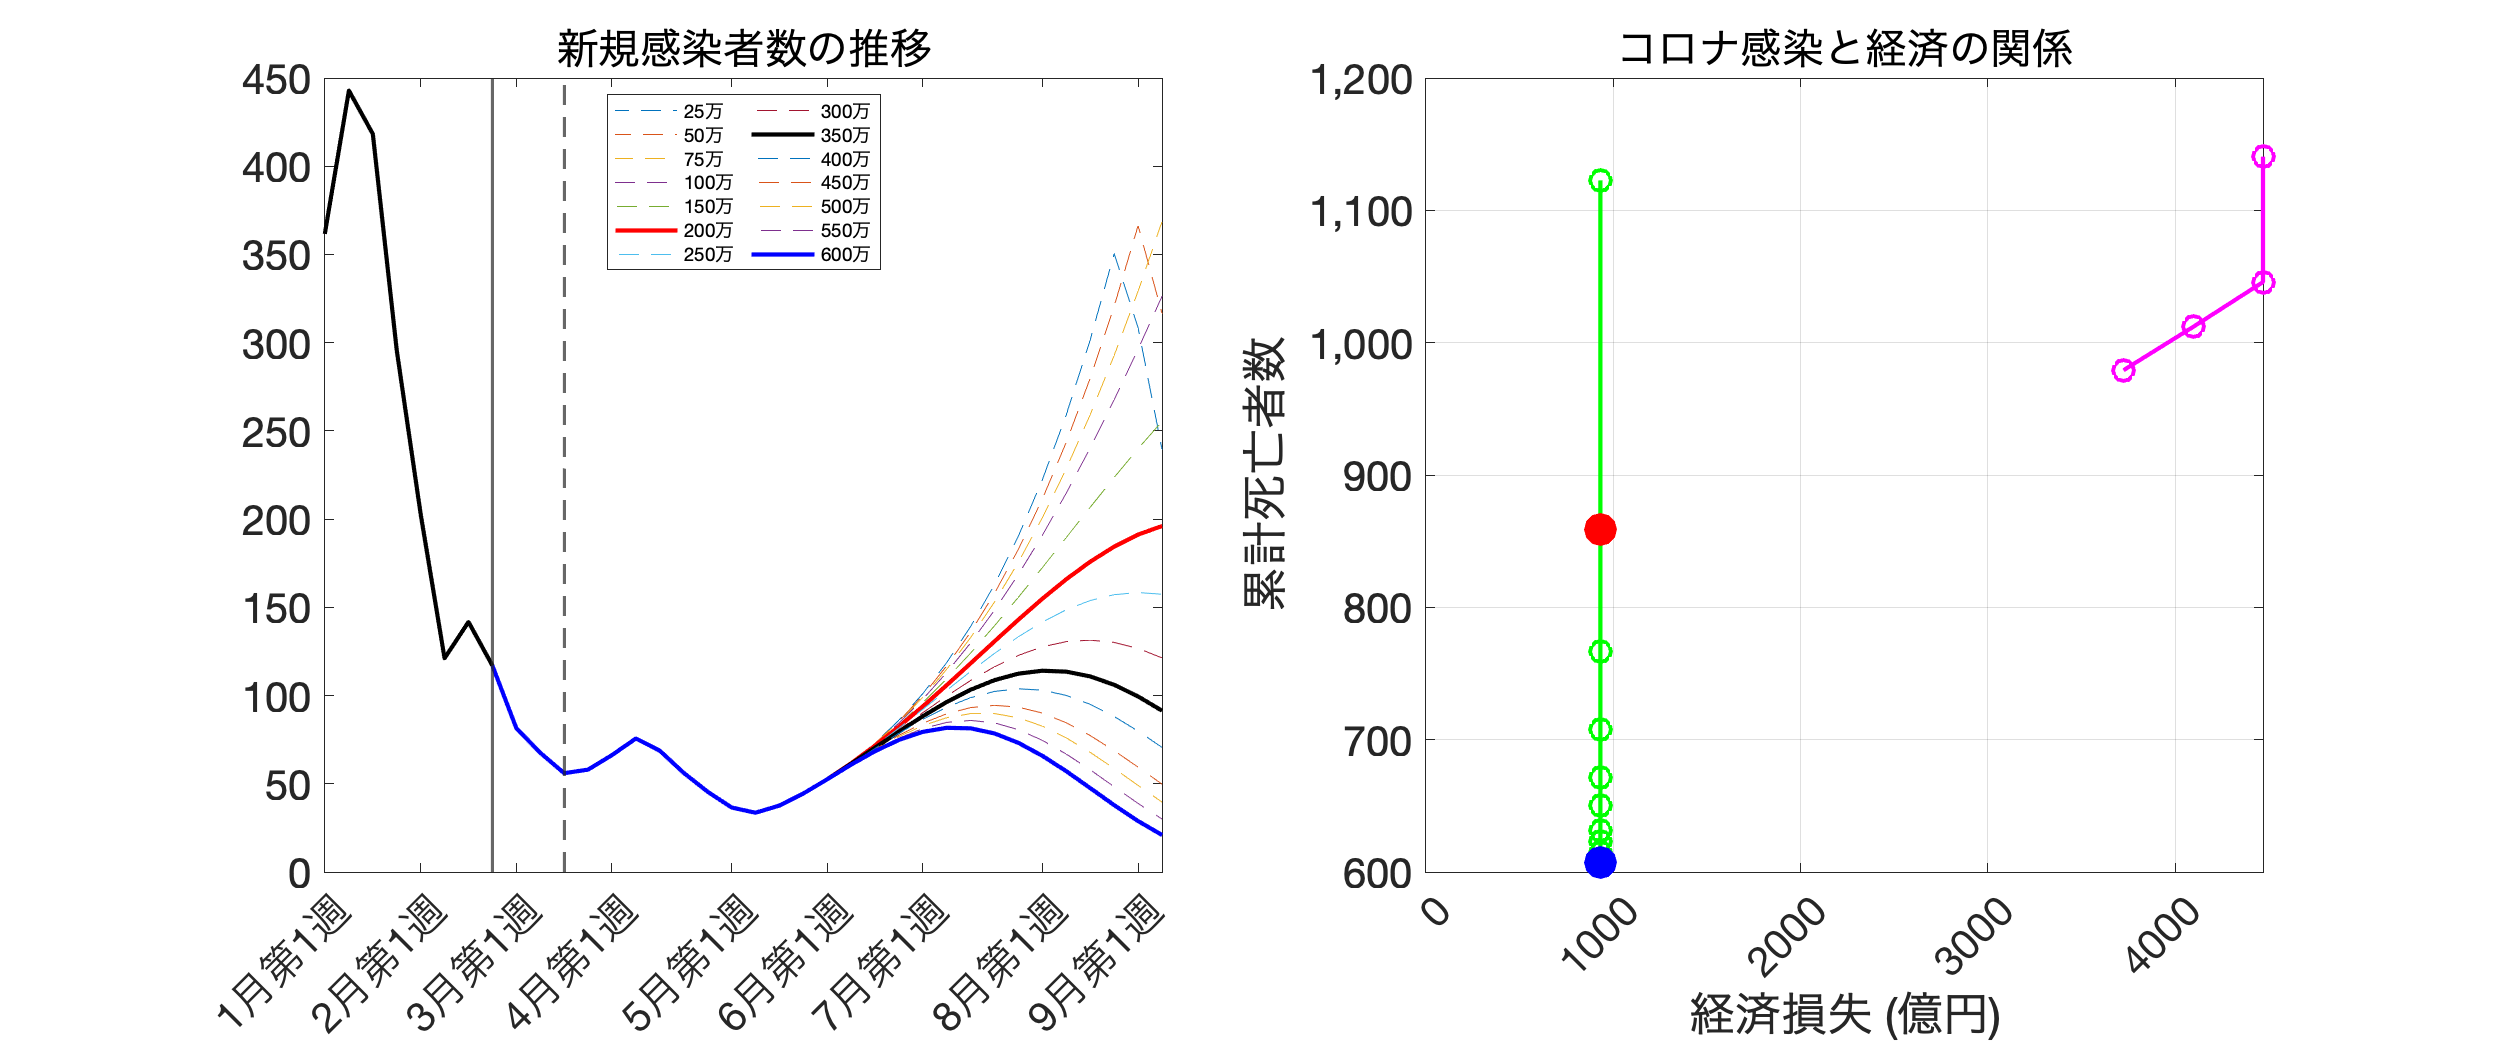 新規感染者数の推移
450
400
350
300
250
200
150
100
50
0
25万
50万
75万
100万
150万
200万
250万
300万
350万
400万
450万
500万
550万
600万
1月第1週
2月第1週
3月第1週
4月第1週
5月第1週
6月第1週
7月第1週
8月第1週
9月第1週
コロナ感染と経済の関係
累計死亡者数
1,200
1,100
1,000
900
800
700
600
0
1000
2000
3000
4000
経済損失 (億円)